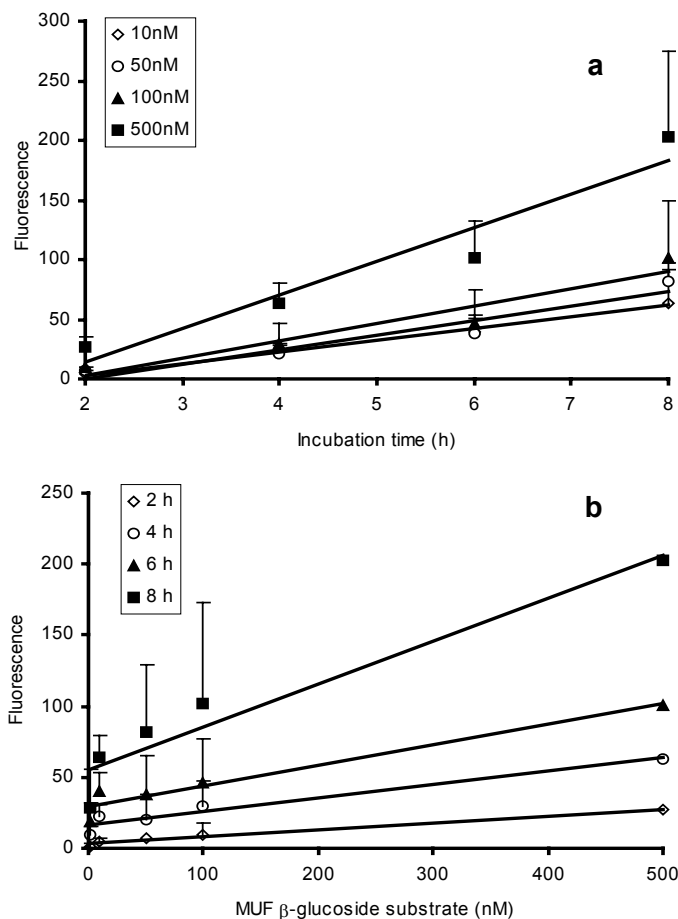 300
250
200
150
100
50
0
Fluorescence
10nM
50nM
100nM
500nM
a
2 3 4 5 6 7 8
Incubation time (h)
250
200
150
100
50
0
Fluorescence
2 h
4 h
6 h
8 h
b
0 100 200 300 400 500
MUF β-glucoside substrate (nM)